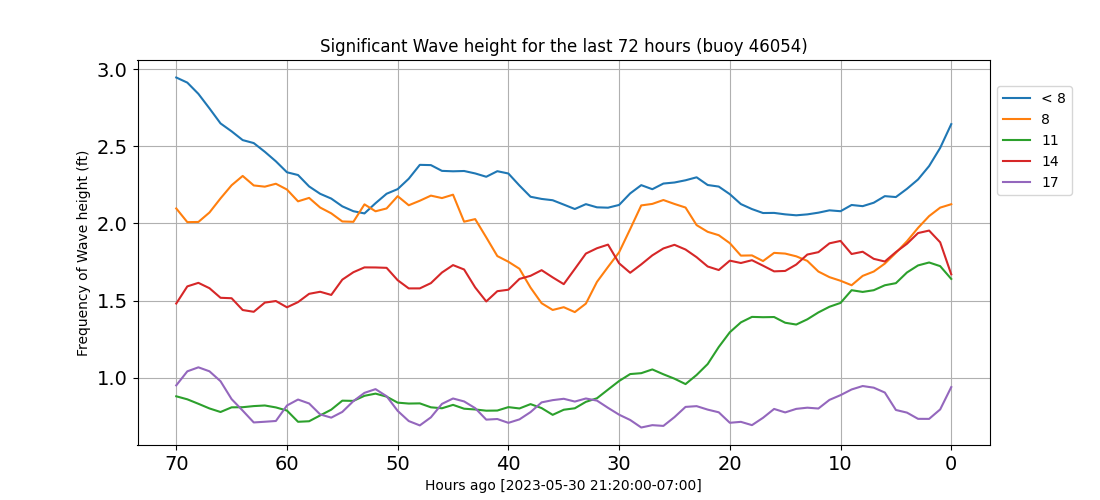 Significant Wave height for the last 72 hours (buoy 46054)
Frequency of Wave height (ft)
3.0
2.5
2.0
1.5
1.0
70 60 50 40 30 20 10 0
Hours ago [2023-05-30 21:20:00-07:00]
< 8
8
11
14
17